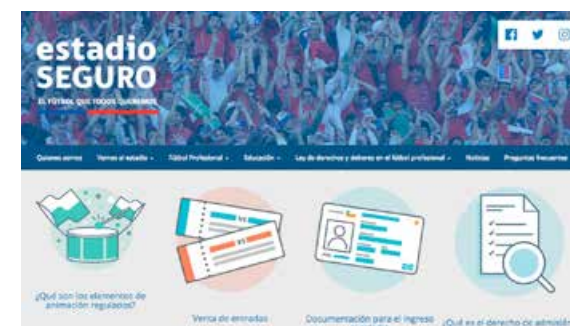 estadio
SEGURO
EL FÚTBOL QUE TODOS QUEREMOS
Quienes somos Vamos al estadio Fútbol Profesional Educación Ley de derechos y deberes en el fútbol profesional Noticias Preguntas frecuentes
¿Qué son los elementos de
animación regulados?
Venta de entradas
Documentación para el ingreso
¿Qué es el derecho de admisión